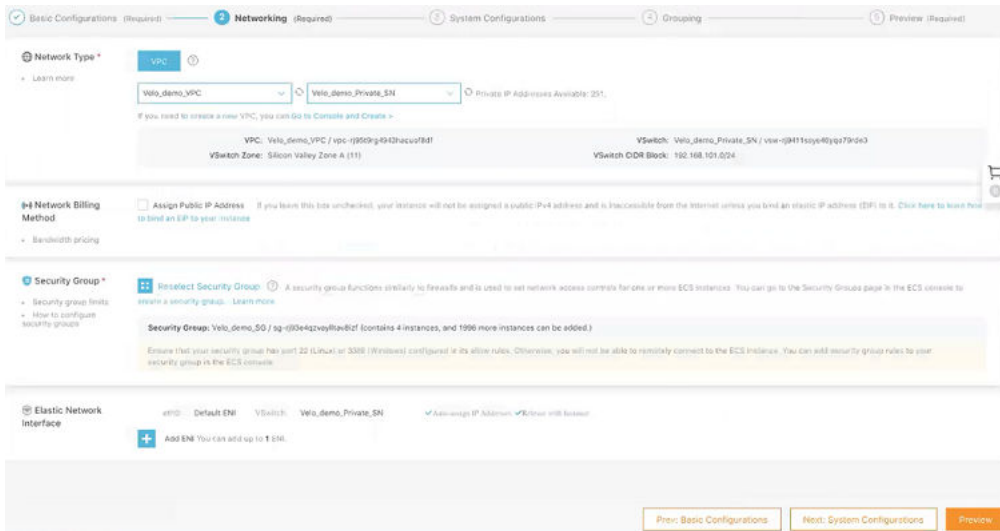 Basic Configurations (Required)
2 Networking (Required)
3 System Configurations
4 Grouping
5 Preview (Required)
Network Type *
Learn more
VPC
Velo_demo_VPC
Velo_demo_Private_SN
Private IP Addresses Available: 251.
If you need to create a new VPC, you can Go to Console and Create >
VPC: Velo_demo_VPC /
VSwitch: Velo_demo_Private_SN /
VSwitch Zone: Silicon Valley Zone A (11)
VSwitch CIDR Block: 192.168.101.0/24
Network Billing
Method
Bandwidth pricing
Assign Public IP Address If you leave this box unchecked, your instance will not be assigned a public IPv4 address and is inaccessible from the Internet unless you bind an elastic IP address (EIP) to it. Click here to learn how
to bind an EIP to your instance
Security Group *
Security group limits
How to configure
security groups
Reselect Security Group A security group functions similarly to firewalls and is used to set network access controls for one or more ECS instances. You can go to the Security Groups page in the ECS console to
create a security group. Learn more
Security Group: Velo_demo_SG / (contains 4 instances, and 1996 more instances can be added.)
Ensure that your security group has port 22 (Linux) or 3389 (Windows) configured in its allow rules. Otherwise, you will not be able to remotely connect to the ECS instance. You can add security group rules to your
security group in the ECS console.
Elastic Network
Interface
Default ENI VSwitch: Velo_demo_Private_SN Auto-assign IP Addresses Release with Instance
Add ENI You can add up to 1 ENI.
Prev: Basic Configurations
Next: System Configurations
Preview